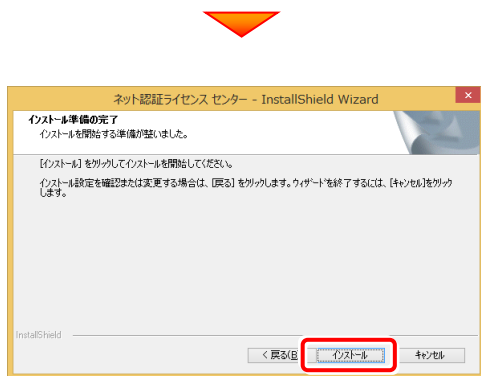 ネット認証ライセンス センター - InstallShield Wizard
インストール準備の完了
インストールを開始する準備が整いました。
[インストール] をクリックしてインストールを開始してください。
インストール設定を確認または変更する場合は、[戻る] をクリックします。ウィザードを終了するには、[キャンセル]をクリック
します。
InstallShield
< 戻る(B
インストール
キャンセル